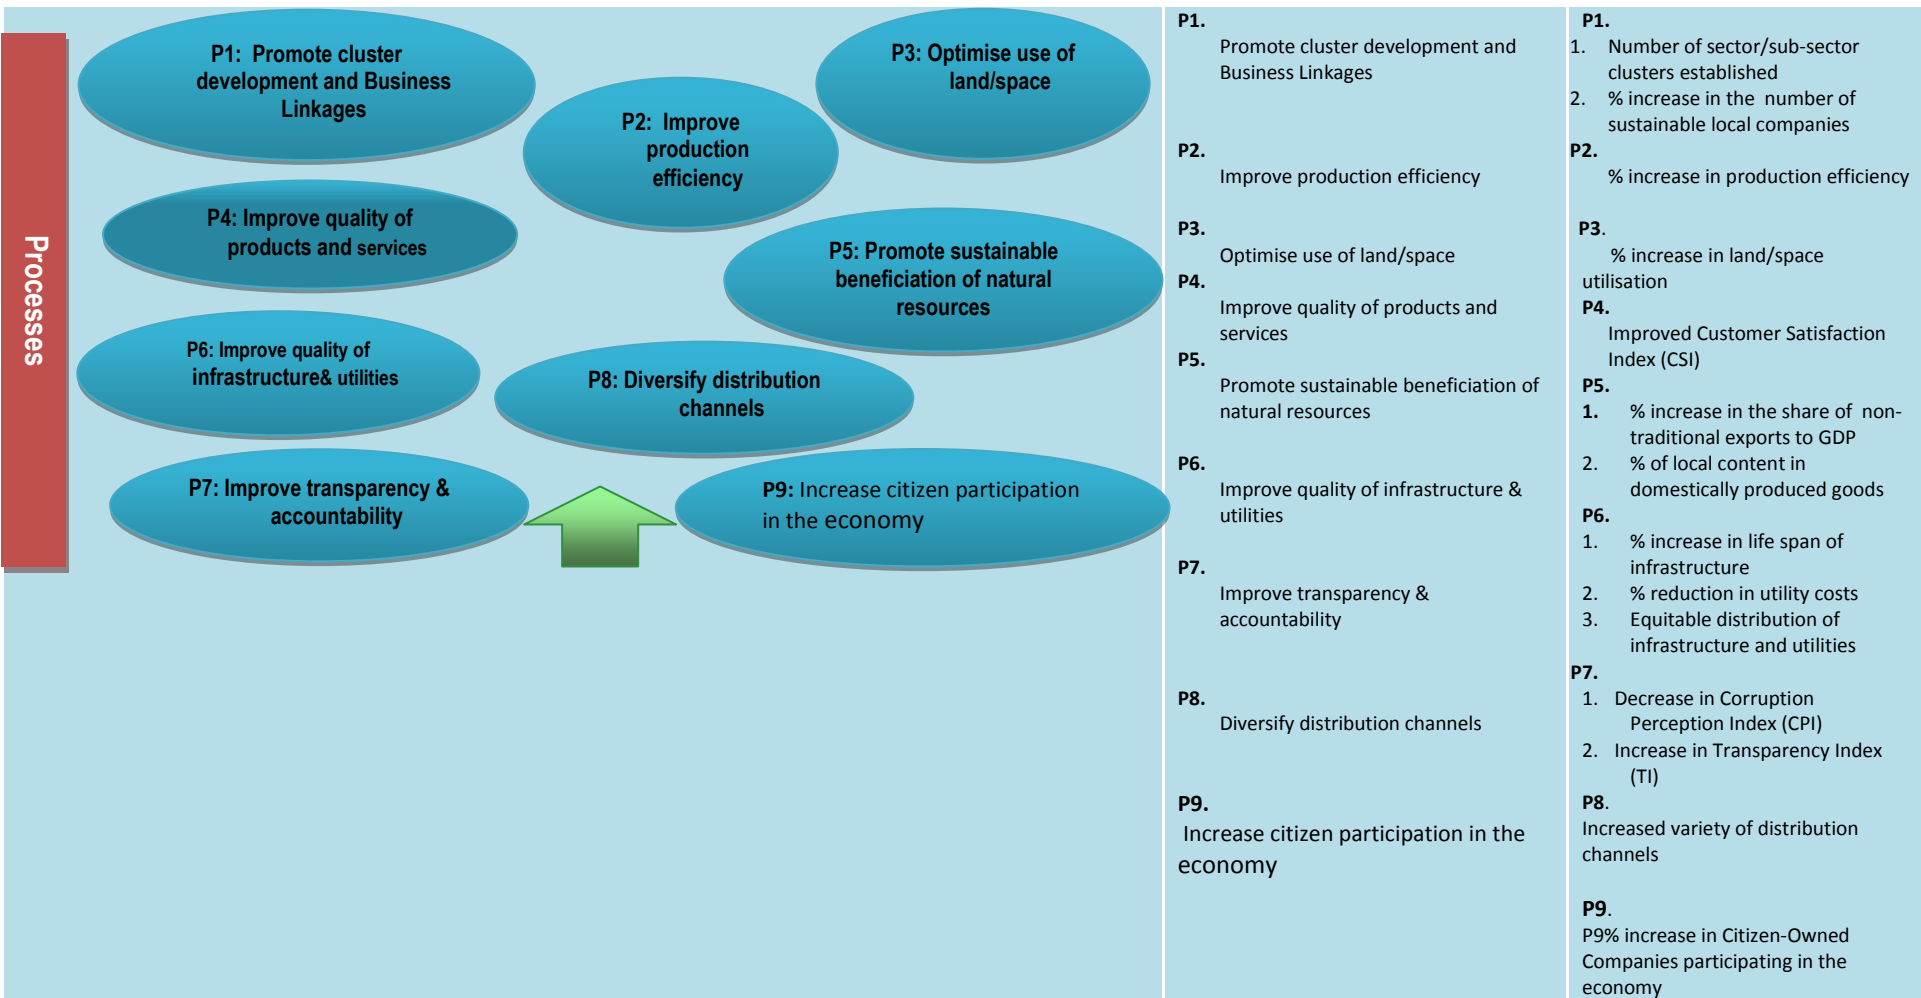 Processes
P1: Promote cluster
development and Business
Linkages
P2: Improve
production
efficiency
P3: Optimise use of
land/space
P4: Improve quality of
products and services
P5: Promote sustainable
beneficiation of natural
resources
P6: Improve quality of
infrastructure& utilities
P8: Diversify distribution
channels
P7: Improve transparency &
accountability
P9: Increase citizen participation
in the economy
P1.
Promote cluster development and
Business Linkages
P2.
Improve production efficiency
P3.
Optimise use of land/space
P4.
Improve quality of products and
services
P5.
Promote sustainable beneficiation of
natural resources
P6.
Improve quality of infrastructure &
utilities
P7.
Improve transparency &
accountability
P8.
Diversify distribution channels
P9.
Increase citizen participation in the
economy
P1.
1. Number of sector/sub-sector
clusters established
2. % increase in the number of
sustainable local companies
P2.
% increase in production efficiency
P3.
% increase in land/space
utilisation
P4.
Improved Customer Satisfaction
Index (CSI)
P5.
1. % increase in the share of non-
traditional exports to GDP
2. % of local content in
domestically produced goods
P6.
1. % increase in life span of
infrastructure
2. % reduction in utility costs
3. Equitable distribution of
infrastructure and utilities
P7.
1. Decrease in Corruption
Perception Index (CPI)
2. Increase in Transparency Index
(TI)
P8.
Increased variety of distribution
channels
P9.
P9% increase in Citizen-Owned
Companies participating in the
economy